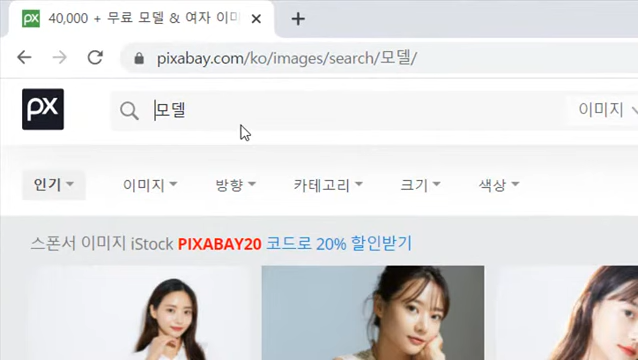 px 40,000 + 무료 모델 & 여자 이미
pixabay.com/ko/images/search/모델/
px 모델 이미지
인기 이미지 방향 카테고리 크기 색상
스폰서 이미지 iStock PIXABAY20 코드로 20% 할인받기